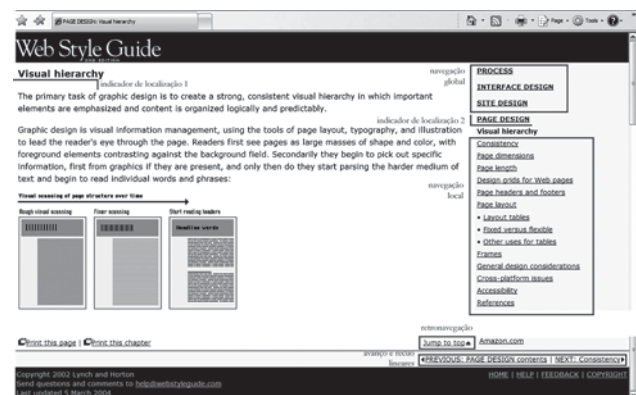 PAGE DESIGN: Visual hierarchy
Page
Tools
Web Style Guide
2ND EDITION
Visual hierarchy
indicador de localização 1
The primary task of graphic design is to create a strong, consistent visual hierarchy in which important
elements are emphasized and content is organized logically and predictably.
Graphic design is visual information management, using the tools of page layout, typography, and illustration
to lead the reader's eye through the page. Readers first see pages as large masses of shape and color, with
foreground elements contrasting against the background field. Secondarily they begin to pick out specific
information, first from graphics if they are present, and only then do they start parsing the harder medium of
text and begin to read individual words and phrases:
Visual scanning of page structure over time
Rough visual scanning
Finer scanning
Start reading headers
Headline words
navegação
global
PROCESS
INTERFACE DESIGN
SITE DESIGN
indicador de localização 2
PAGE DESIGN
Visual hierarchy
navegação
local
Consistency
Page dimensions
Page length
Design grids for Web pages
Page headers and footers
Page layout
• Layout tables
• Fixed versus flexible
• Other uses for tables
Frames
General design considerations
Cross-platform issues
Accessibility
References
retronavegação
Print this page | Print this chapter
Jump to top
Amazon.com
avanço e recuo
lineares
PREVIOUS: PAGE DESIGN contents | NEXT: Consistency
Copyright 2002 Lynch and Horton
Send questions and comments to help@webstyleguide.com
Last updated 5 March 2004
HOME | HELP | FEEDBACK | COPYRIGHT